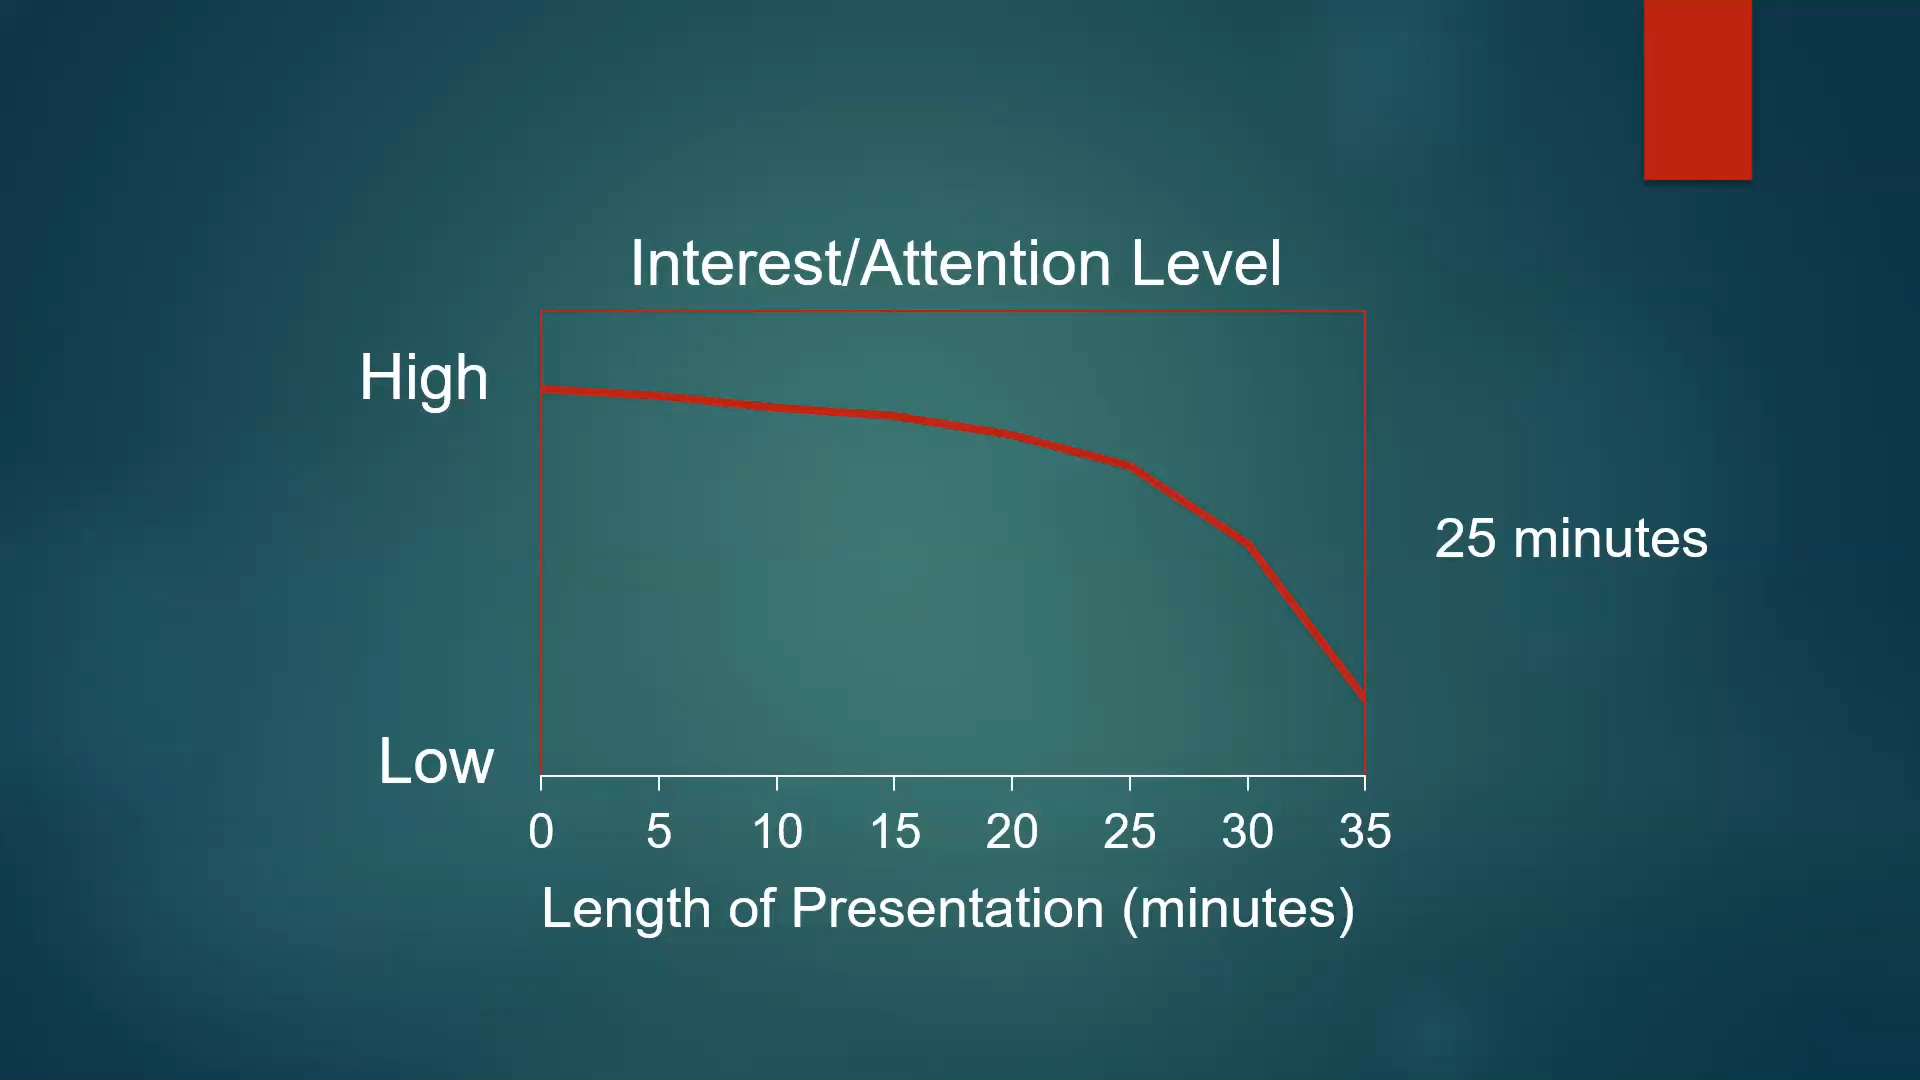 Interest/Attention Level
High
25 minutes
Low
0 5 10 15 20 25 30 35
Length of Presentation (minutes)